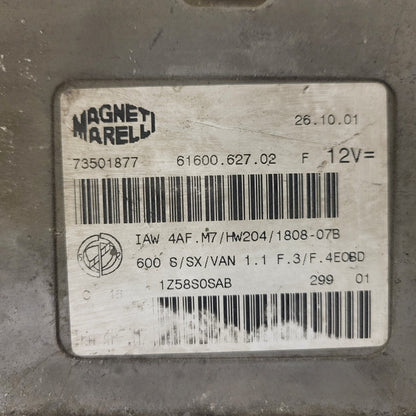 MAGNETI
MARELLI
26.10.01
73501877 61600.627.02 F 12V=
IAW 4AF.M7/HW204/1808-07B
600 S/SX/VAN 1.1 F.3/F.4EOBD
1Z58S0SAB 299 01